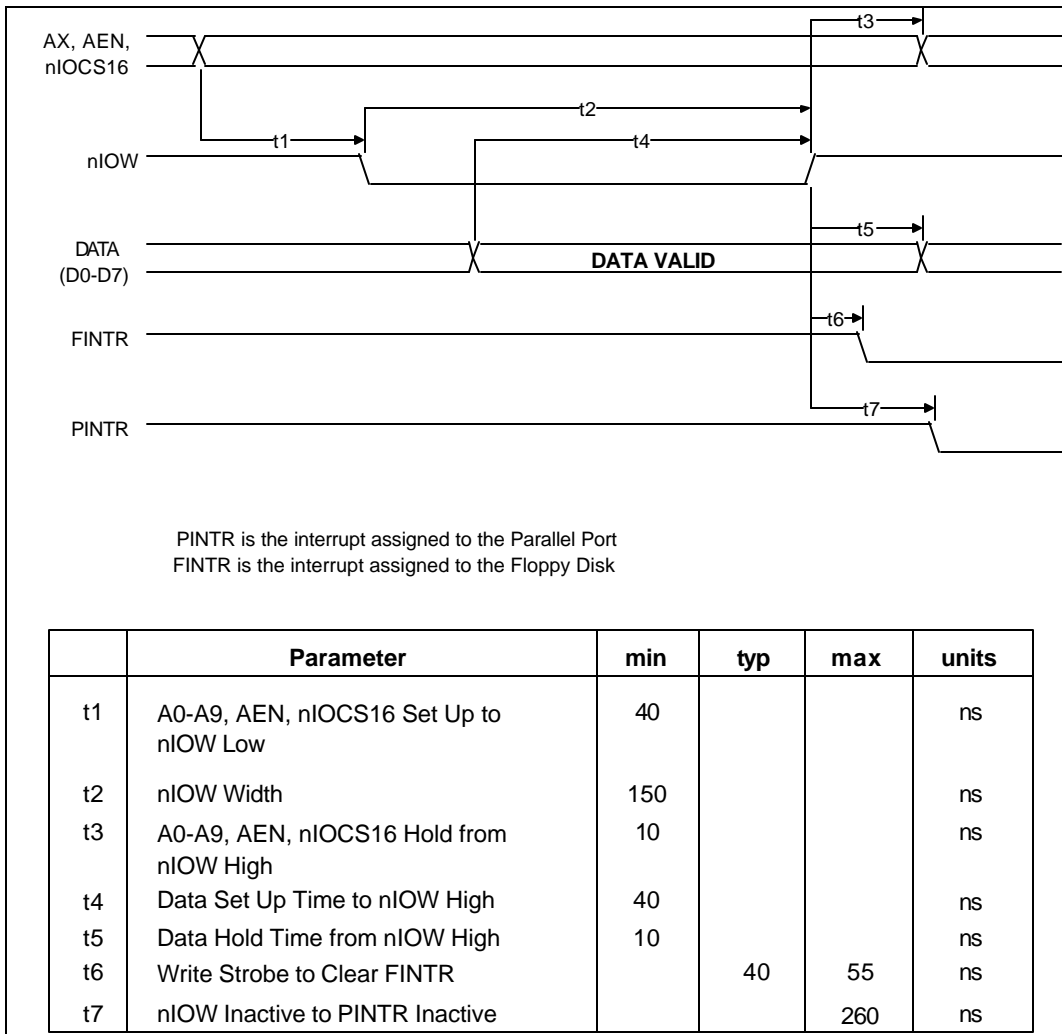 AX, AEN,
nIOCS16
t3
t2
t1
t4
nIOW
DATA
(D0-D7)
DATA VALID
t5
t6
FINTR
t7
PINTR
PINTR is the interrupt assigned to the Parallel Port
FINTR is the interrupt assigned to the Floppy Disk
Parameter min typ max units
t1 A0-A9, AEN, nIOCS16 Set Up to 40 ns
nIOW Low
t2 nIOW Width 150 ns
t3 A0-A9, AEN, nIOCS16 Hold from 10 ns
nIOW High
t4 Data Set Up Time to nIOW High 40 ns
t5 Data Hold Time from nIOW High 10 ns
t6 Write Strobe to Clear FINTR 40 55 ns
t7 nIOW Inactive to PINTR Inactive 260 ns